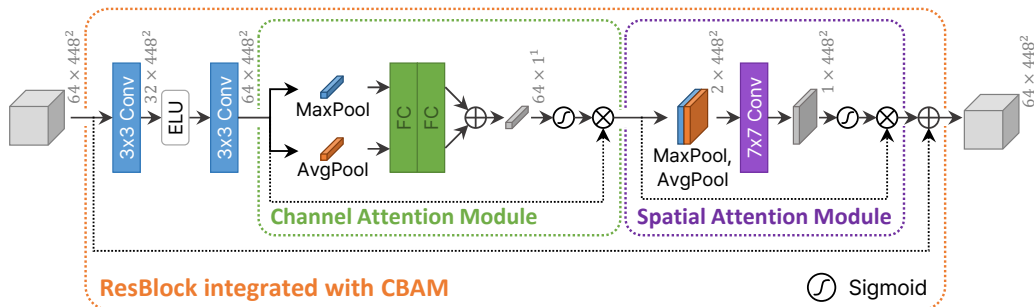 64 × 448²
3x3 Conv
32 × 448²
ELU
3x3 Conv
64 × 448²
MaxPool
AvgPool
FC
FC
64 × 1¹
MaxPool,
AvgPool
2 × 448²
7x7 Conv
1 × 448²
64 × 448²
Channel Attention Module
Spatial Attention Module
ResBlock integrated with CBAM
Sigmoid